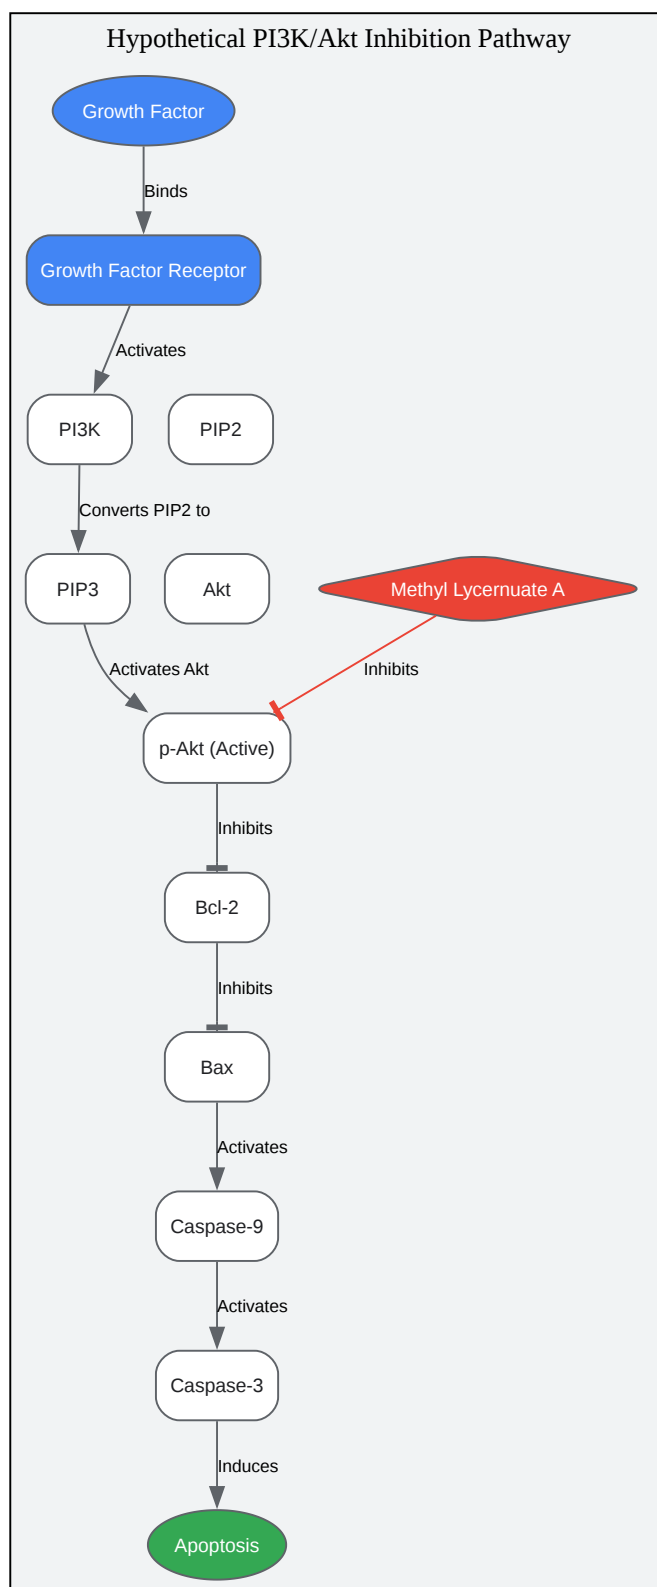 Hypothetical PI3K/Akt Inhibition Pathway
Growth Factor
Binds
Growth Factor Receptor
Activates
PI3K
PIP2
Converts PIP2 to
PIP3
Akt
Methyl Lycernuate A
Activates Akt
Inhibits
p-Akt (Active)
Inhibits
Bcl-2
Inhibits
Bax
Activates
Caspase-9
Activates
Caspase-3
Induces
Apoptosis